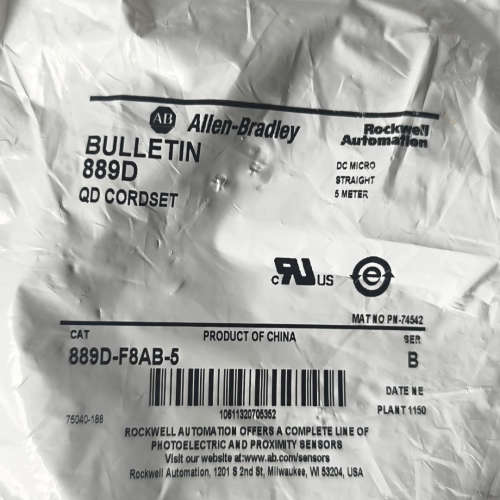 AB Allen-Bradley
Rockwell
Automation
BULLETIN
889D
QD CORDSET
DC MICRO
STRAIGHT
5 METER
c RU US
e
MAT NO PN-74542
CAT
PRODUCT OF CHINA
SER
889D-F8AB-5
B
DATE NE
75040-188
10611320705352
PLANT 1150
ROCKWELL AUTOMATION OFFERS A COMPLETE LINE OF
PHOTOELECTRIC AND PROXIMITY SENSORS
Visit our website at:www.ab.com/sensors
Rockwell Automation, 1201 S 2nd St, Milwaukee, WI 53204, USA